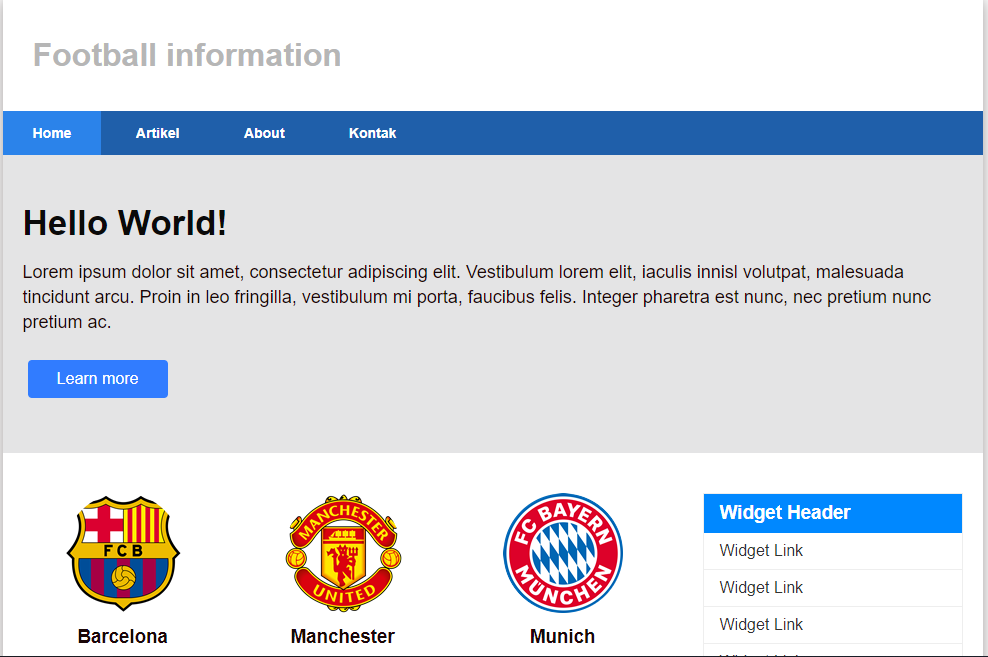 Football information
Home Artikel About Kontak
Hello World!
Lorem ipsum dolor sit amet, consectetur adipiscing elit. Vestibulum lorem elit, iaculis innisl volutpat, malesuada
tincidunt arcu. Proin in leo fringilla, vestibulum mi porta, faucibus felis. Integer pharetra est nunc, nec pretium nunc
pretium ac.
Learn more
FCB
MANCHESTER
UNITED
FC BAYERN
MÜNCHEN
Barcelona Manchester Munich
Widget Header
Widget Link
Widget Link
Widget Link